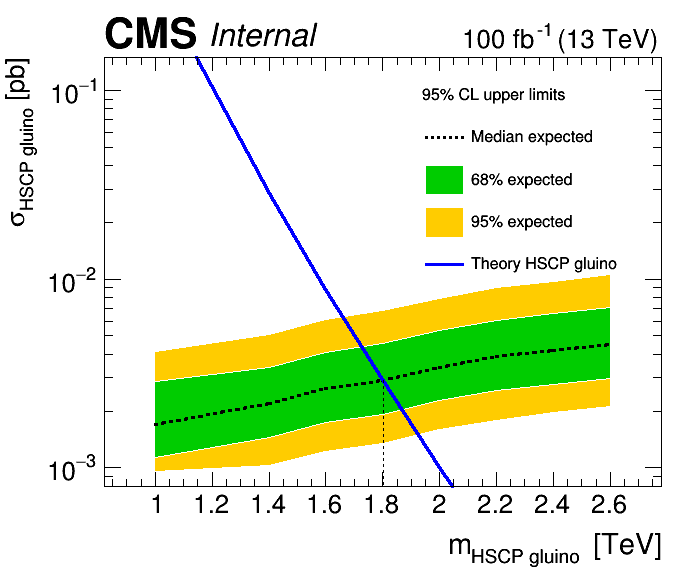 CMS Internal 100 fb⁻¹ (13 TeV)
σHSCP gluino [pb]
95% CL upper limits
Median expected
68% expected
95% expected
Theory HSCP gluino
10⁻¹
10⁻²
10⁻³
1 1.2 1.4 1.6 1.8 2 2.2 2.4 2.6
mHSCP gluino [TeV]